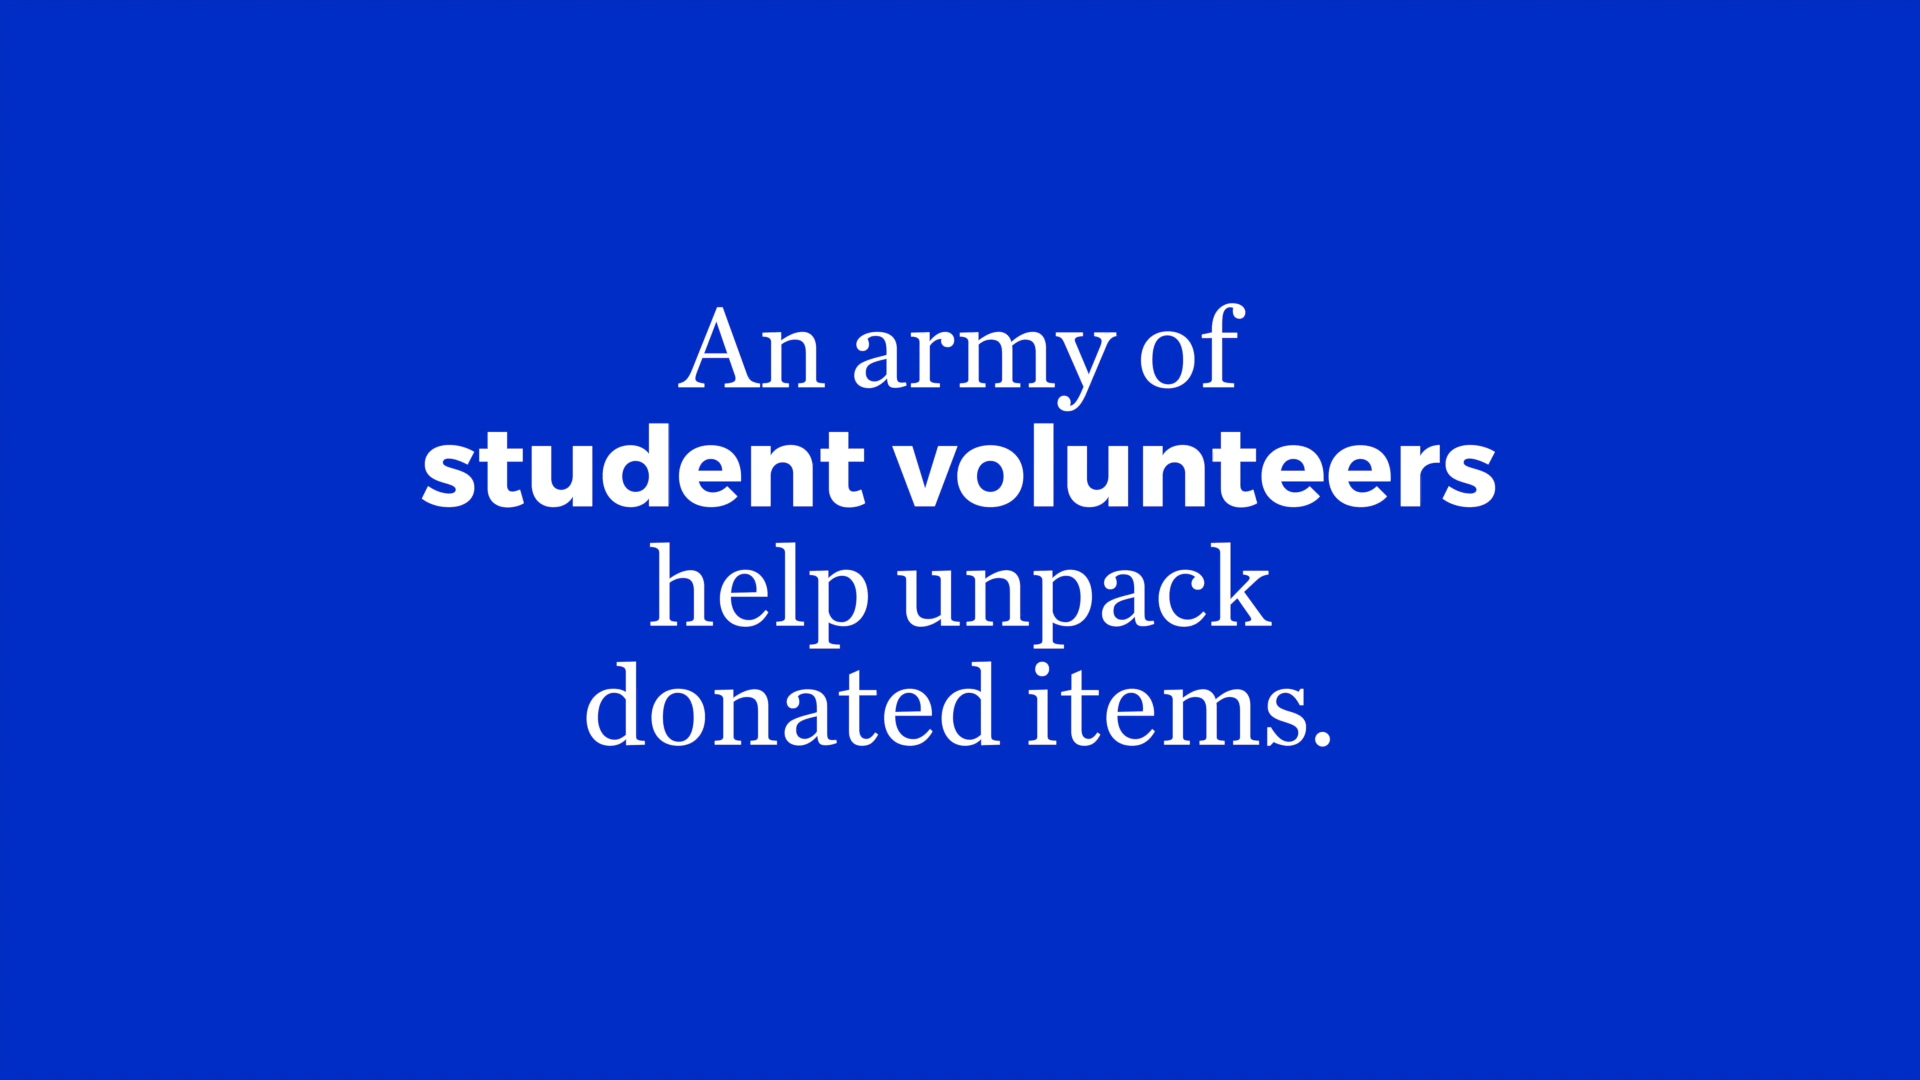 An army of
student volunteers
help unpack
donated items.